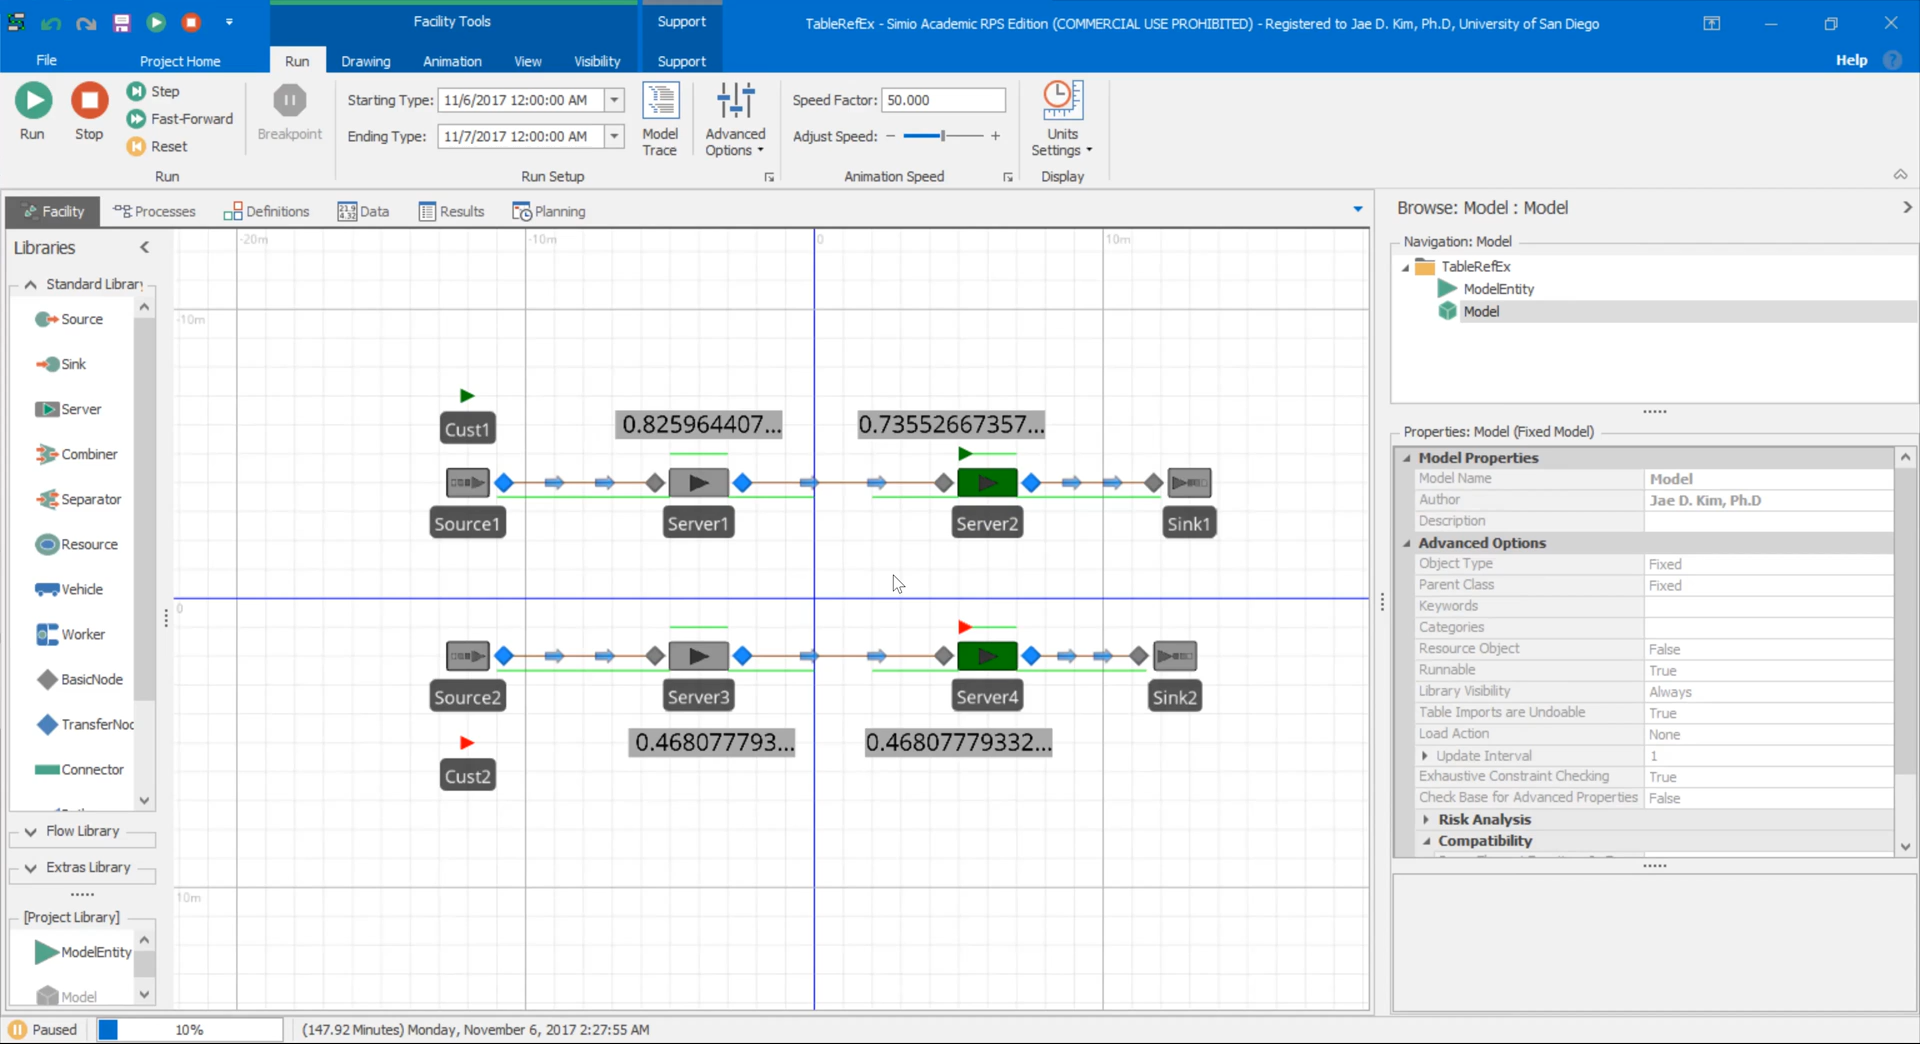 Facility Tools
Support
TableRefEx - Simio Academic RPS Edition (COMMERCIAL USE PROHIBITED) - Registered to Jae D. Kim, Ph.D, University of San Diego
File
Project Home
Run
Drawing
Animation
View
Visibility
Support
Help
Run
Stop
Step
Fast-Forward
Reset
Run
Breakpoint
Starting Type:
11/6/2017 12:00:00 AM
Ending Type:
11/7/2017 12:00:00 AM
Run Setup
Model
Trace
Advanced
Options
Speed Factor:
50.000
Adjust Speed:
Animation Speed
Units
Settings
Display
Facility
Processes
Definitions
Data
Results
Planning
Libraries
Standard Library
Source
Sink
Server
Combiner
Separator
Resource
Vehicle
Worker
BasicNode
TransferNod
Connector
Flow Library
Extras Library
[Project Library]
ModelEntity
Model
-20m
-10m
0
10m
-10m
0
10m
Cust1
0.825964407...
0.73552667357...
Source1
Server1
Server2
Sink1
Source2
Server3
Server4
Sink2
0.468077793...
0.46807779332...
Cust2
Browse: Model : Model
Navigation: Model
TableRefEx
ModelEntity
Model
Properties: Model (Fixed Model)
Model Properties
Model Name
Model
Author
Jae D. Kim, Ph.D
Description
Advanced Options
Object Type
Fixed
Parent Class
Fixed
Keywords
Categories
Resource Object
False
Runnable
True
Library Visibility
Always
Table Imports are Undoable
True
Load Action
None
Update Interval
1
Exhaustive Constraint Checking
True
Check Base for Advanced Properties
False
Risk Analysis
Compatibility
Paused
10%
(147.92 Minutes) Monday, November 6, 2017 2:27:55 AM